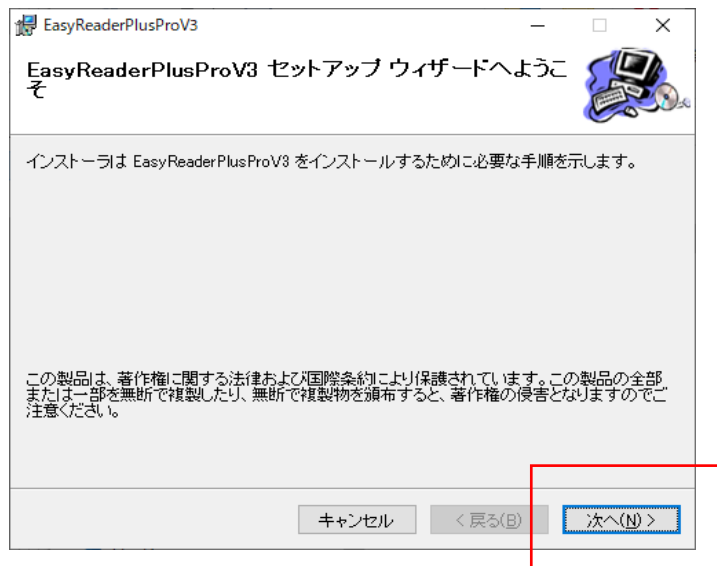 EasyReaderPlusProV3
EasyReaderPlusProV3 セットアップ ウィザードへようこ
そ
インストーラは EasyReaderPlusProV3 をインストールするために必要な手順を示します。
この製品は、著作権に関する法律および国際条約により保護されています。この製品の全部
または一部を無断で複製したり、無断で複製物を頒布すると、著作権の侵害となりますのでご
注意ください。
キャンセル < 戻る(B) 次へ(N) >